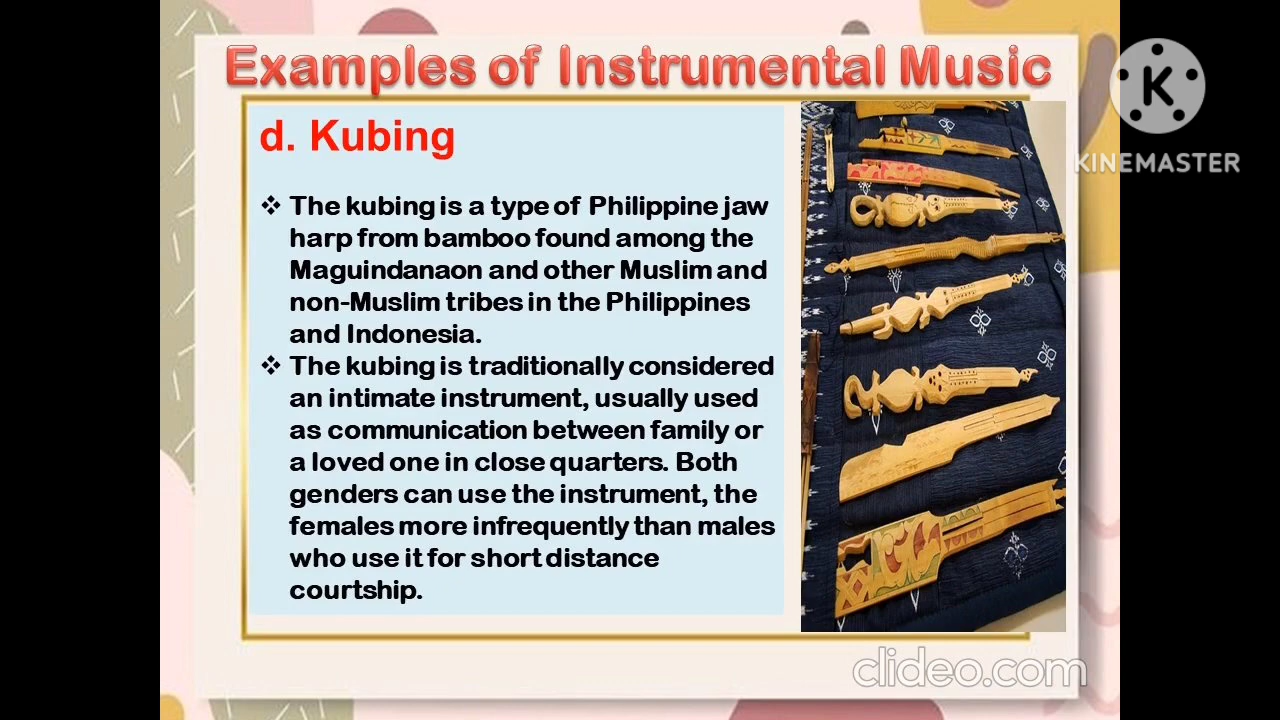 Examples of Instrumental Music
K
KINEMASTER
d. Kubing
❖ The kubing is a type of Philippine jaw
harp from bamboo found among the
Maguindanaon and other Muslim and
non-Muslim tribes in the Philippines
and Indonesia.
❖ The kubing is traditionally considered
an intimate instrument, usually used
as communication between family or
a loved one in close quarters. Both
genders can use the instrument, the
females more infrequently than males
who use it for short distance
courtship.
clideo.com